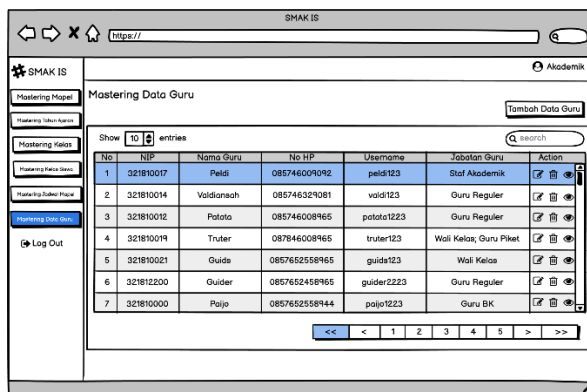 SMAK IS
https://
SMAK IS
Akademik
Mastering Mapel
Mastering Tahun Ajaran
Mastering Kelas
Mastering Kelas Siswa
Mastering Jadwal Mapel
Mastering Data Guru
Log Out
Mastering Data Guru
Tambah Data Guru
Show 10 entries
search
No NIP Nama Guru No HP Username Jabatan Guru Action
1 321810017 Peldi 085746009092 peldi123 Staf Akademik
2 321810014 Valdiansah 085746329081 valdi123 Guru Reguler
3 321810012 Patata 085746008965 patata1223 Guru Reguler
4 321810019 Truter 087846008965 truter123 Wali Kelas; Guru Piket
5 321810021 Guids 0857652558965 guids123 Wali Kelas
6 321812200 Guider 0857652458965 guider2223 Guru Reguler
7 321810000 Paijo 0857652558944 paijo1223 Guru BK
<< < 1 2 3 4 5 > >>